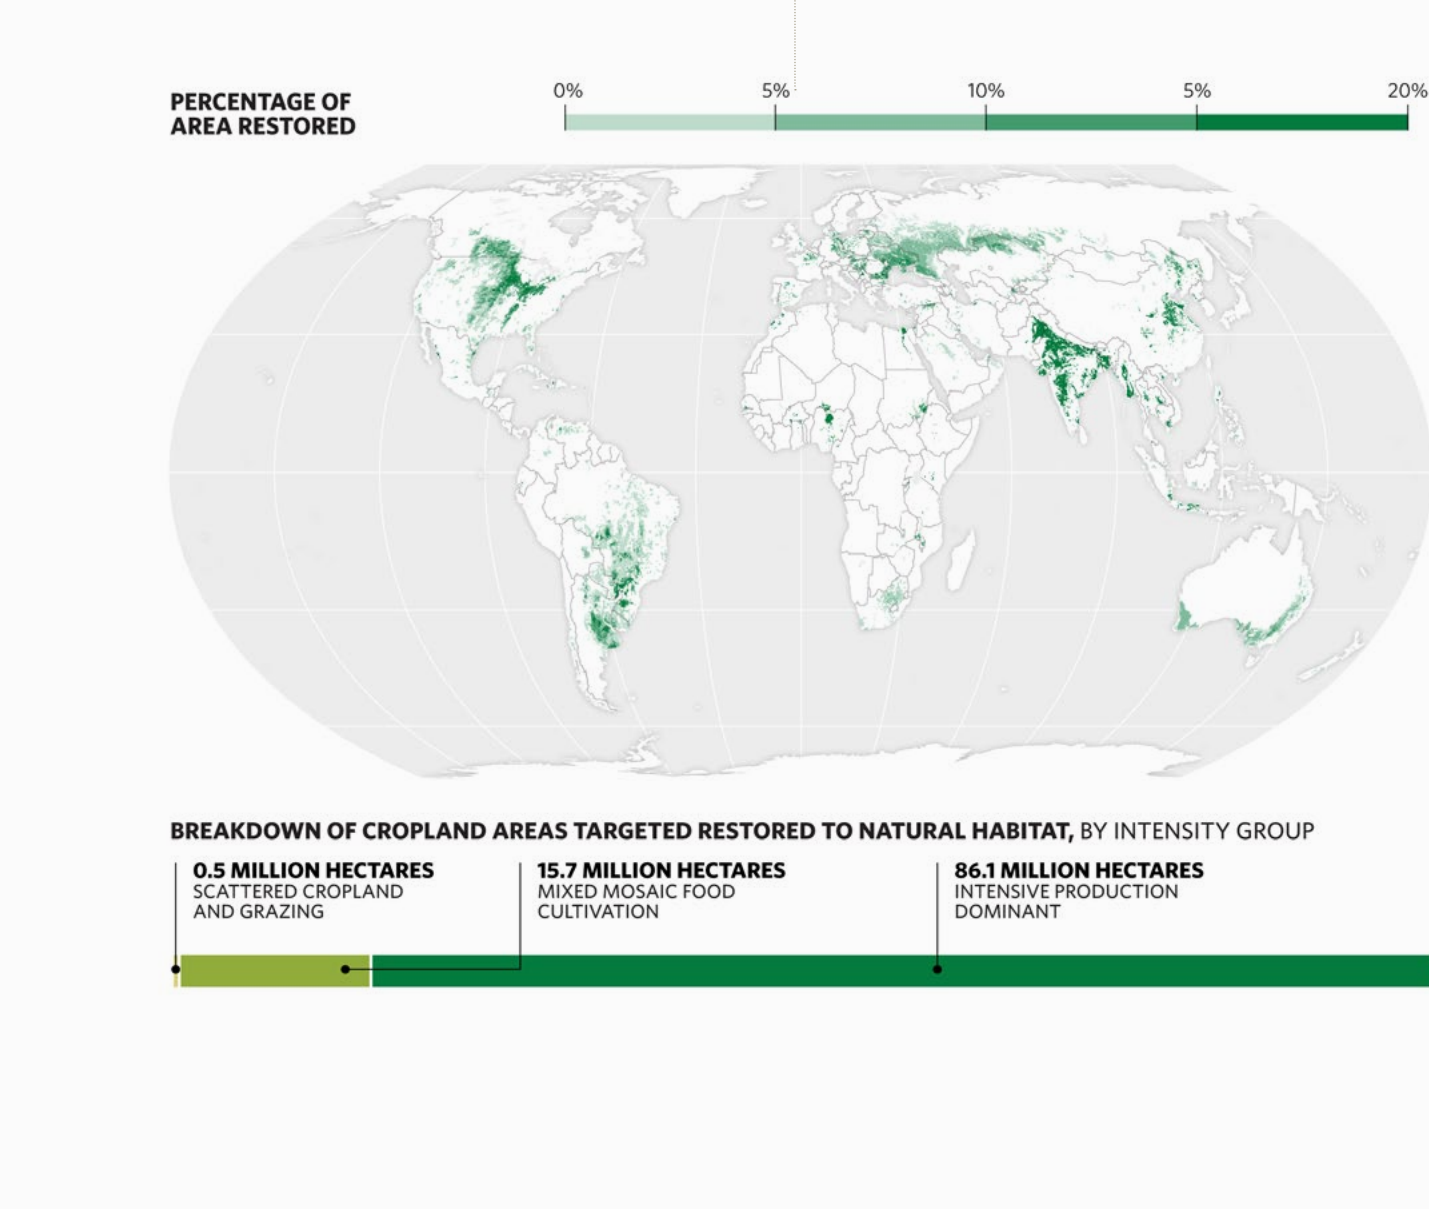 PERCENTAGE OF
AREA RESTORED
0% 5% 10% 5% 20%
BREAKDOWN OF CROPLAND AREAS TARGETED RESTORED TO NATURAL HABITAT, BY INTENSITY GROUP
0.5 MILLION HECTARES
SCATTERED CROPLAND
AND GRAZING
15.7 MILLION HECTARES
MIXED MOSAIC FOOD
CULTIVATION
86.1 MILLION HECTARES
INTENSIVE PRODUCTION
DOMINANT